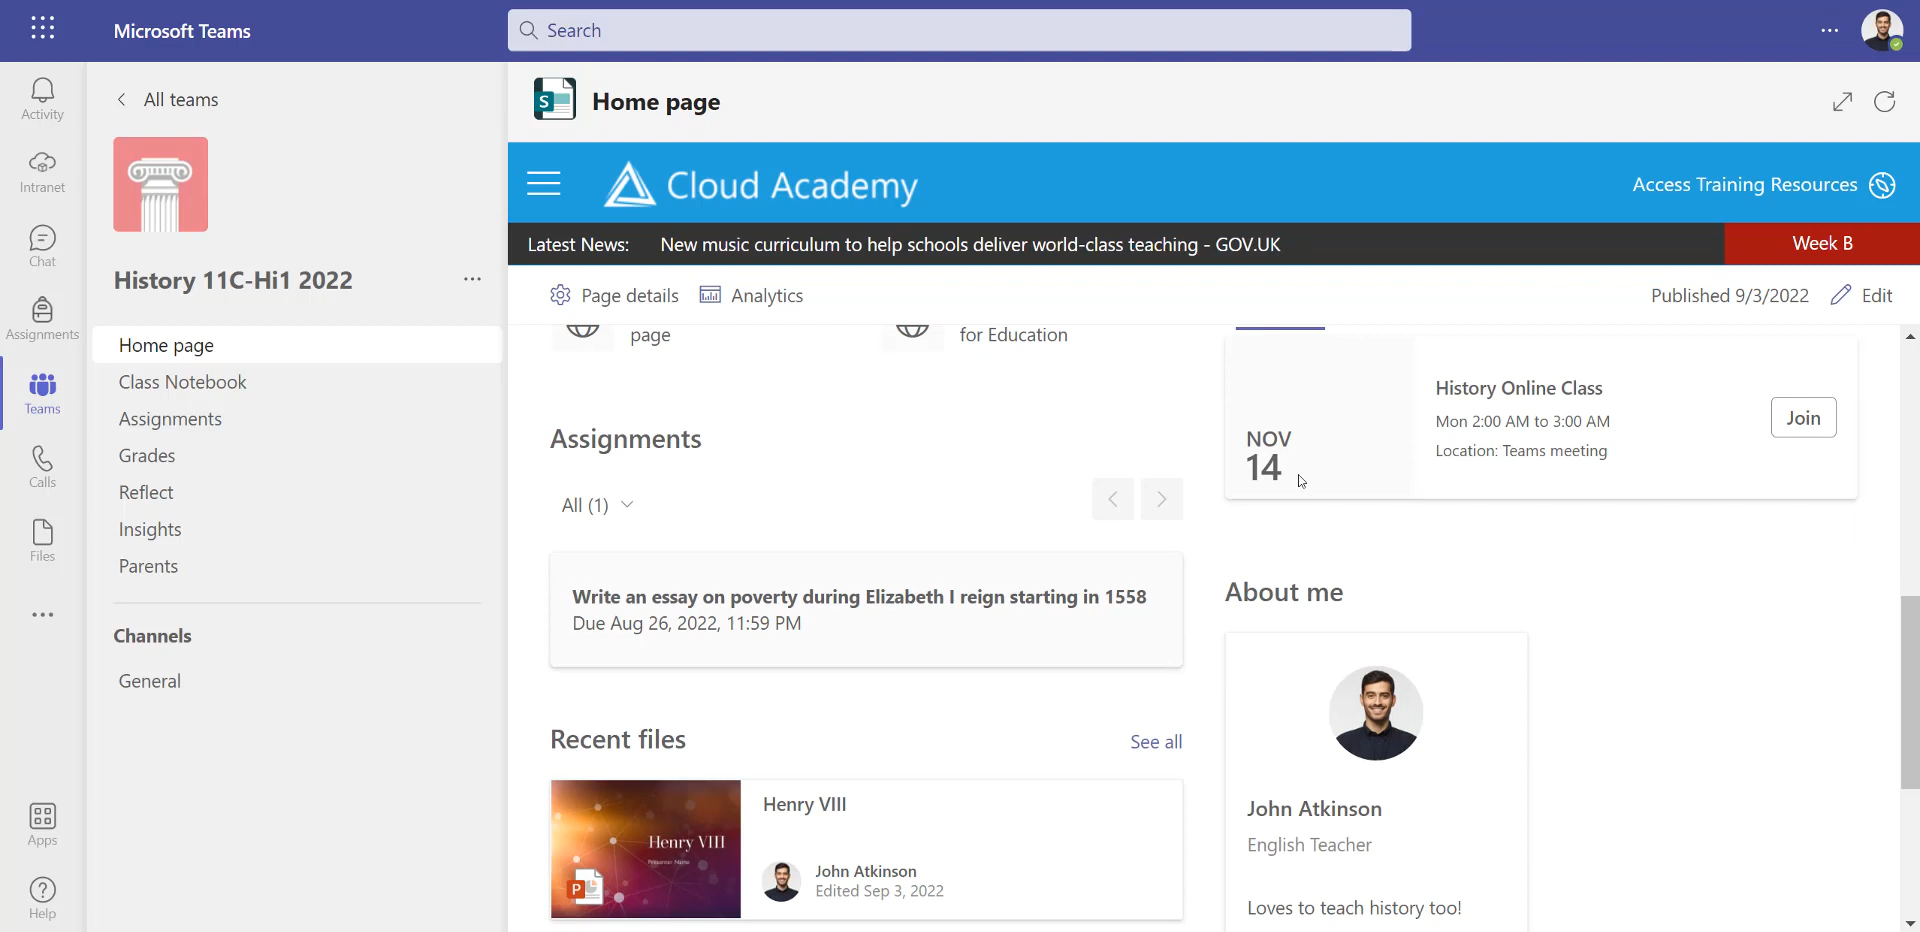 Microsoft Teams
Search
Activity
Intranet
Chat
Assignments
Teams
Calls
Files
Apps
Help
All teams
History 11C-Hi1 2022
Home page
Class Notebook
Assignments
Grades
Reflect
Insights
Parents
Channels
General
S
Home page
Cloud Academy
Access Training Resources
Latest News: New music curriculum to help schools deliver world-class teaching - GOV.UK
Week B
Page details
Analytics
Published 9/3/2022
Edit
page
for Education
Assignments
All (1)
Write an essay on poverty during Elizabeth I reign starting in 1558
Due Aug 26, 2022, 11:59 PM
Recent files
See all
Henry VIII
Presenter Name
P
Henry VIII
John Atkinson
Edited Sep 3, 2022
NOV
14
History Online Class
Mon 2:00 AM to 3:00 AM
Location: Teams meeting
Join
About me
John Atkinson
English Teacher
Loves to teach history too!